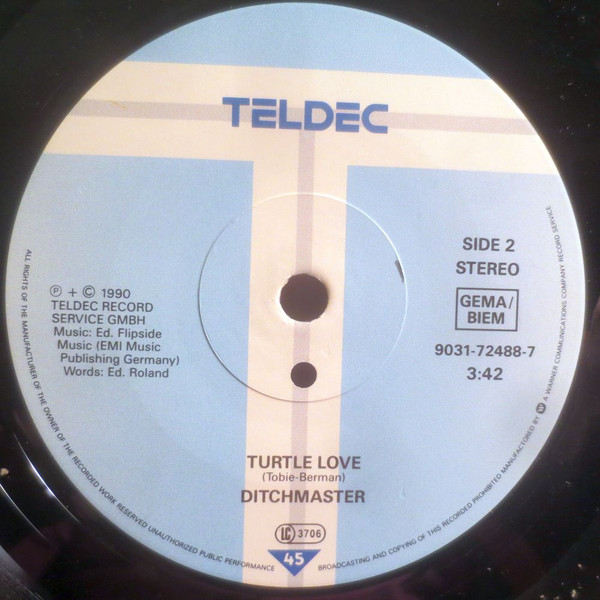 TELDEC
SIDE 2
STEREO
GEMA/
BIEM
9031-72488-7
3:42
Ⓟ + © 1990
TELDEC RECORD
SERVICE GMBH
Music: Ed. Flipside
Music (EMI Music
Publishing Germany)
Words: Ed. Roland
TURTLE LOVE
(Tobie-Berman)
DITCHMASTER
LC 3706
45
ALL RIGHTS OF THE MANUFACTURER OF THE OWNER OF THE RECORDED WORK RESERVED UNAUTHORIZED PUBLIC PERFORMANCE BROADCASTING AND COPYING OF THIS RECORDED PROHIBITED MANUFACTURED BY A WARNER COMMUNICATIONS COMPANY RECORD SERVICE